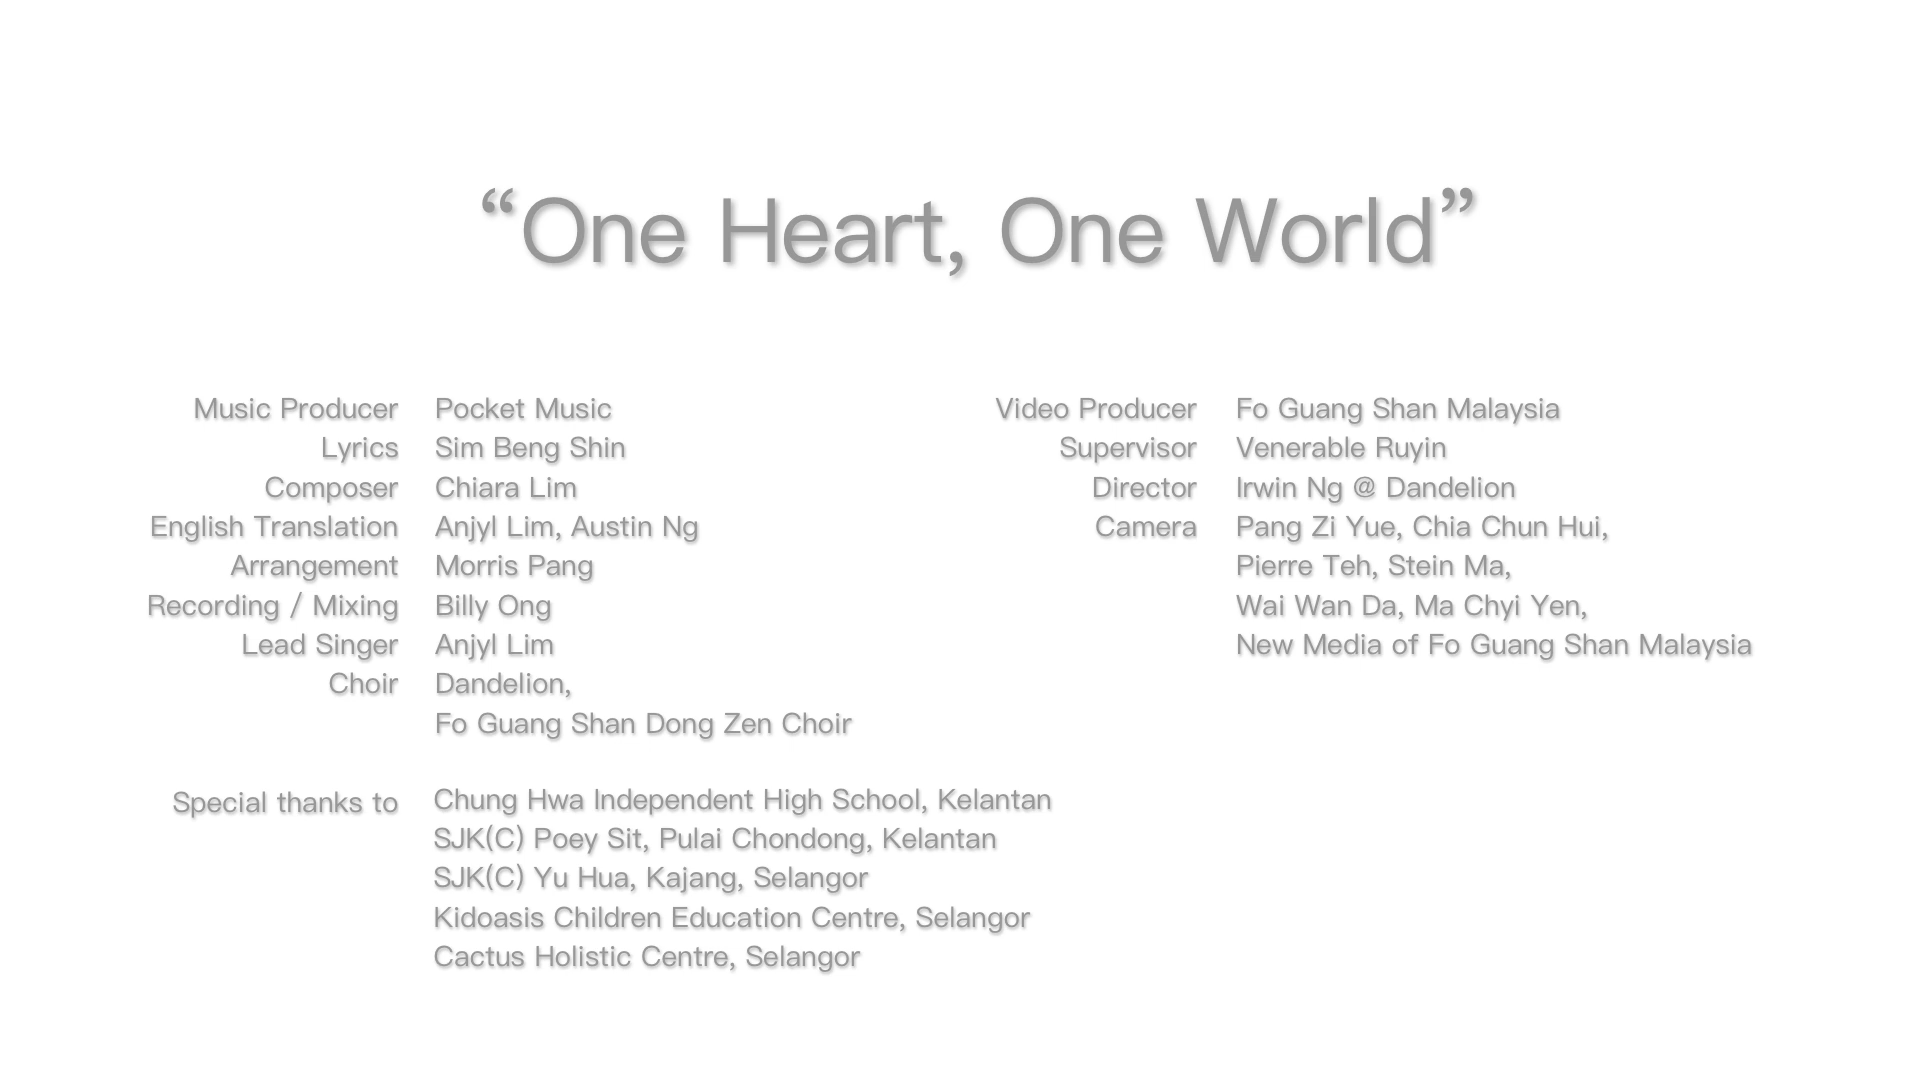 “One Heart, One World”
Music Producer Pocket Music
Lyrics Sim Beng Shin
Composer Chiara Lim
English Translation Anjyl Lim, Austin Ng
Arrangement Morris Pang
Recording / Mixing Billy Ong
Lead Singer Anjyl Lim
Choir Dandelion,
Fo Guang Shan Dong Zen Choir
Video Producer Fo Guang Shan Malaysia
Supervisor Venerable Ruyin
Director Irwin Ng @ Dandelion
Camera Pang Zi Yue, Chia Chun Hui,
Pierre Teh, Stein Ma,
Wai Wan Da, Ma Chyi Yen,
New Media of Fo Guang Shan Malaysia
Special thanks to Chung Hwa Independent High School, Kelantan
SJK(C) Poey Sit, Pulai Chondong, Kelantan
SJK(C) Yu Hua, Kajang, Selangor
Kidoasis Children Education Centre, Selangor
Cactus Holistic Centre, Selangor